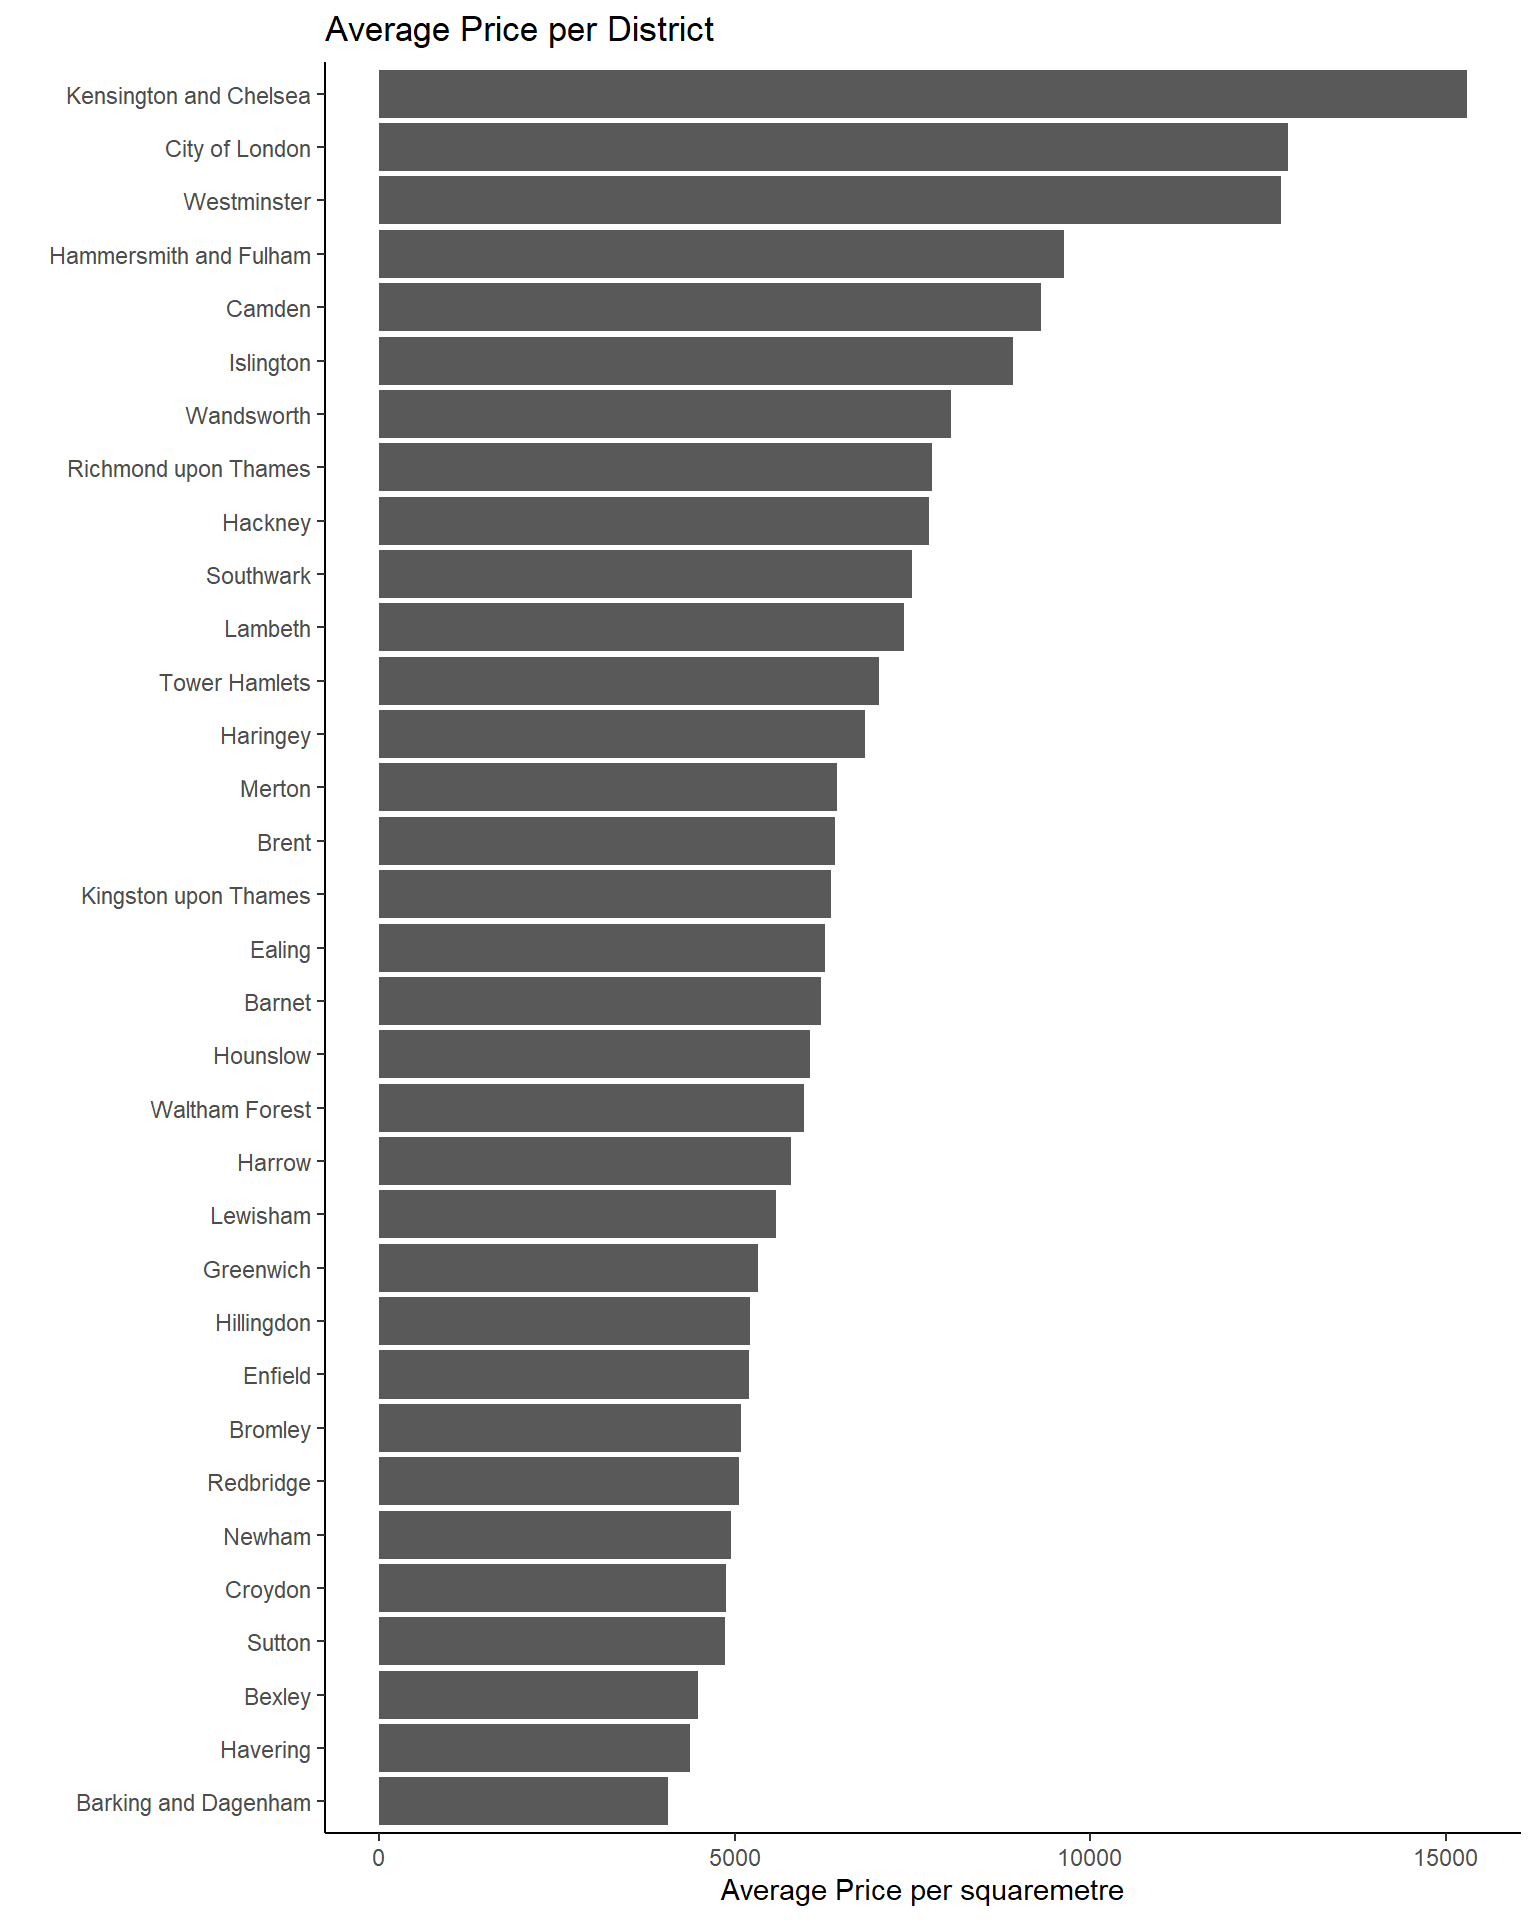 Average Price per District
Kensington and Chelsea
City of London
Westminster
Hammersmith and Fulham
Camden
Islington
Wandsworth
Richmond upon Thames
Hackney
Southwark
Lambeth
Tower Hamlets
Haringey
Merton
Brent
Kingston upon Thames
Ealing
Barnet
Hounslow
Waltham Forest
Harrow
Lewisham
Greenwich
Hillingdon
Enfield
Bromley
Redbridge
Newham
Croydon
Sutton
Bexley
Havering
Barking and Dagenham
0 5000 10000 15000
Average Price per squaremetre